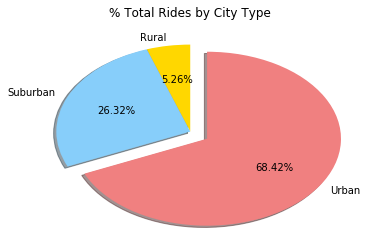 % Total Rides by City Type
Rural
5.26%
Suburban
26.32%
68.42%
Urban